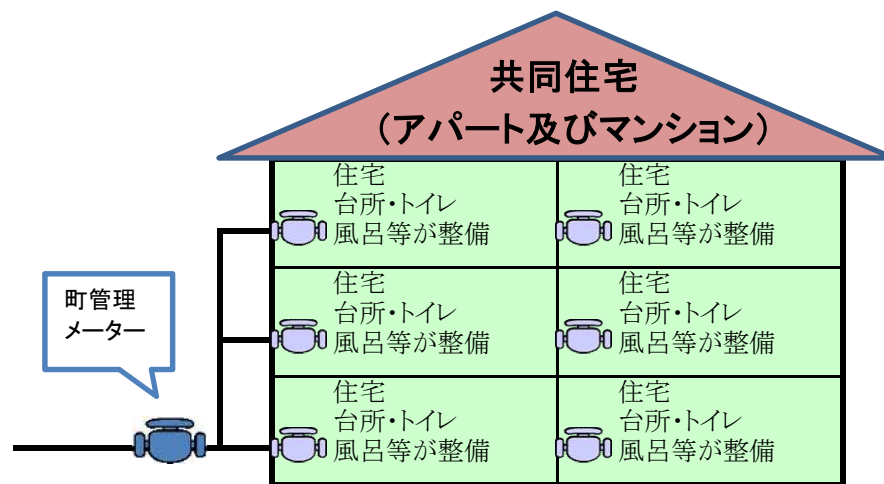 共同住宅
（アパート及びマンション）
住宅
台所・トイレ
風呂等が整備
住宅
台所・トイレ
風呂等が整備
町管理
メーター
住宅
台所・トイレ
風呂等が整備
住宅
台所・トイレ
風呂等が整備
住宅
台所・トイレ
風呂等が整備
住宅
台所・トイレ
風呂等が整備